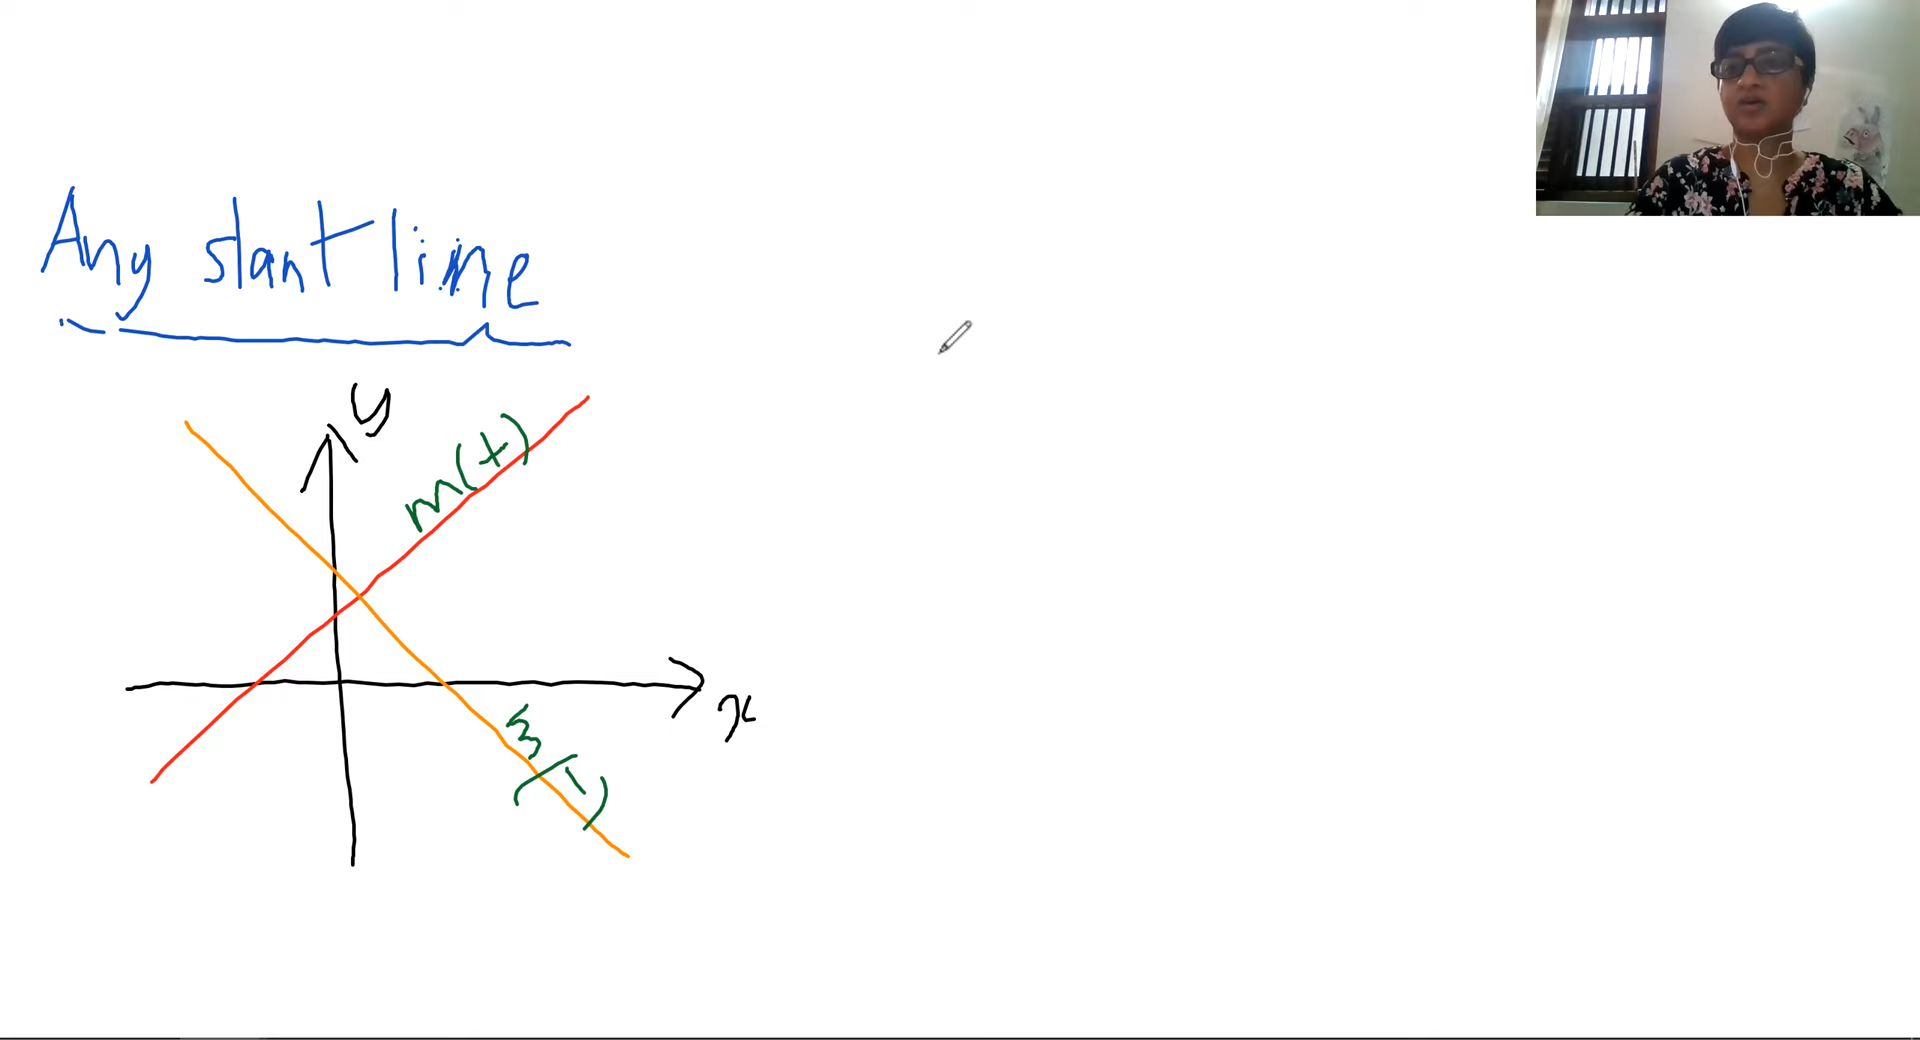 Any slant line
y
m(+)
x
m(-)